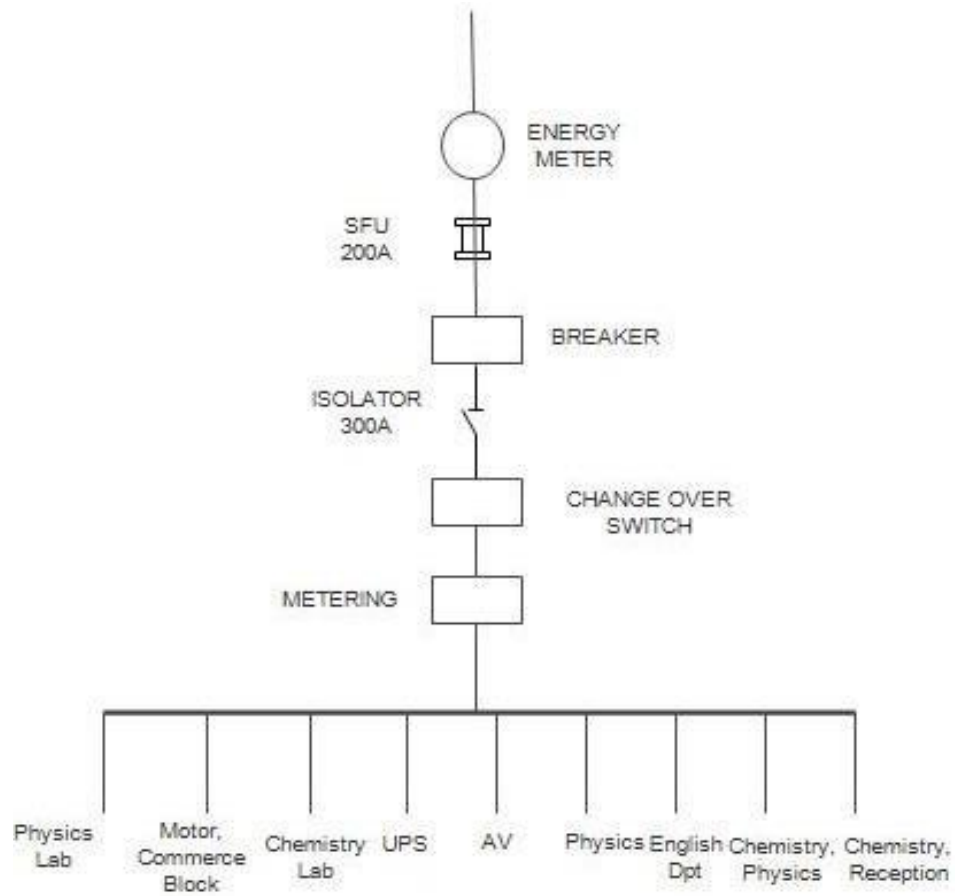 ENERGY
METER
SFU
200A
BREAKER
ISOLATOR
300A
CHANGE OVER
SWITCH
METERING
Physics
Lab
Motor,
Commerce
Block
Chemistry
Lab
UPS
AV
Physics
English
Dpt
Chemistry,
Physics
Chemistry,
Reception